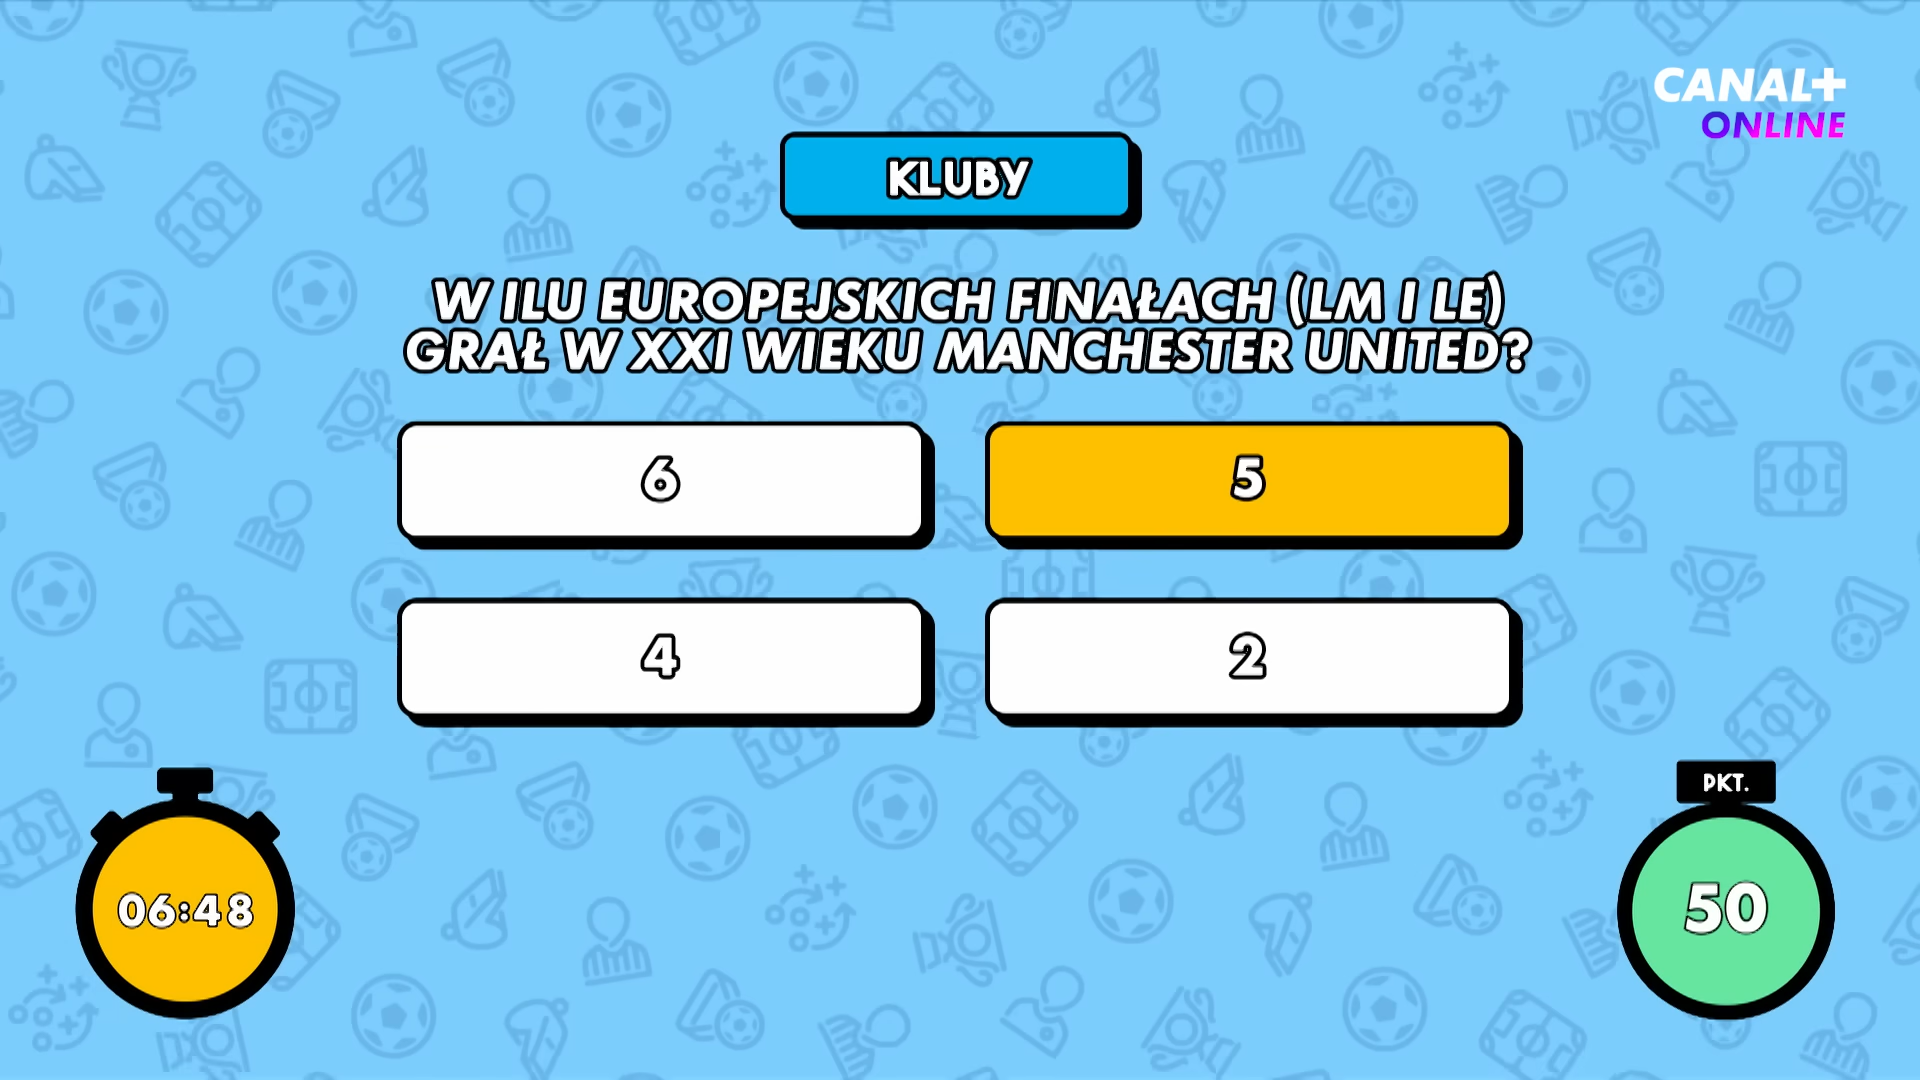 CANAL+
ONLINE
KLUBY
W ILU EUROPEJSKICH FINAŁACH (LM I LE)
GRAŁ W XXI WIEKU MANCHESTER UNITED?
6
5
4
2
06:48
PKT.
50